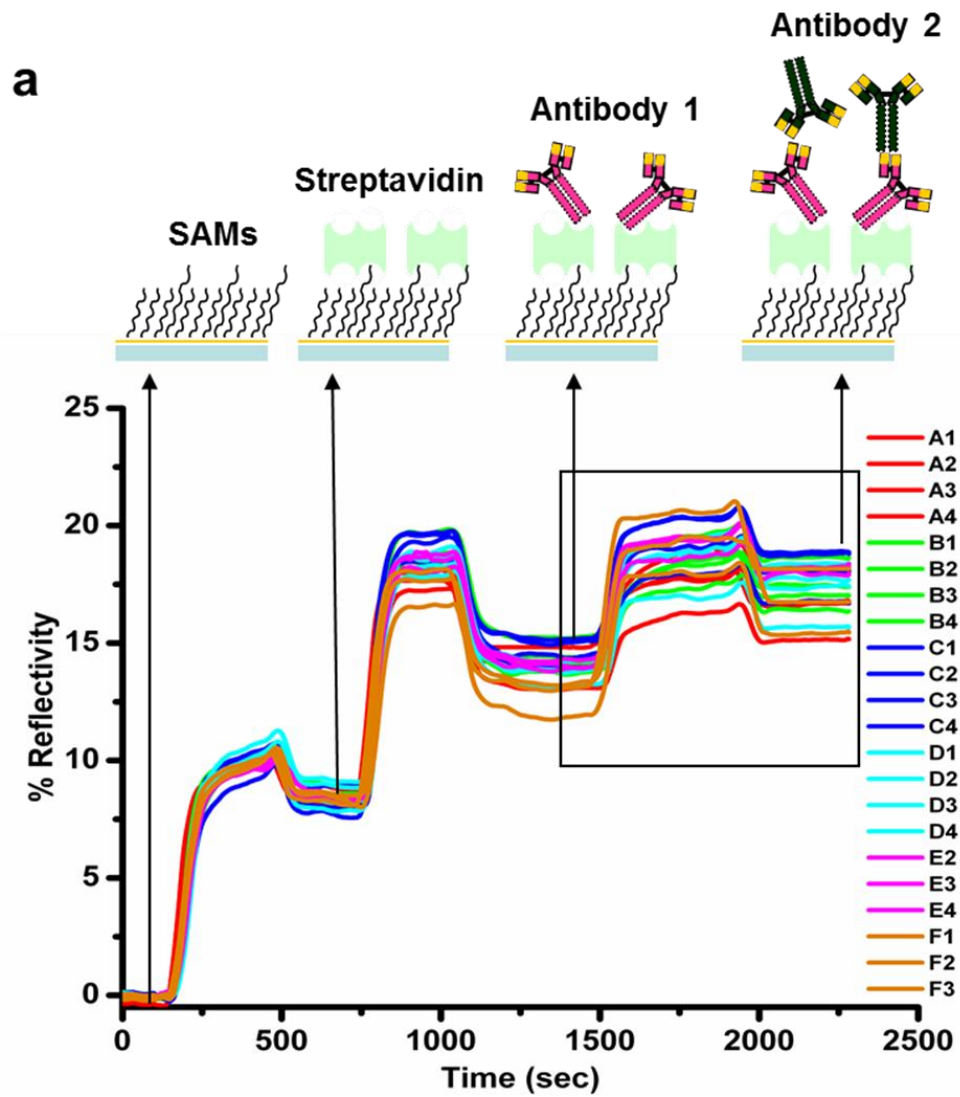 a
Antibody 2
Antibody 1
Streptavidin
SAMs
25
20
15
10
5
0
% Reflectivity
0 500 1000 1500 2000 2500
Time (sec)
A1
A2
A3
A4
B1
B2
B3
B4
C1
C2
C3
C4
D1
D2
D3
D4
E2
E3
E4
F1
F2
F3